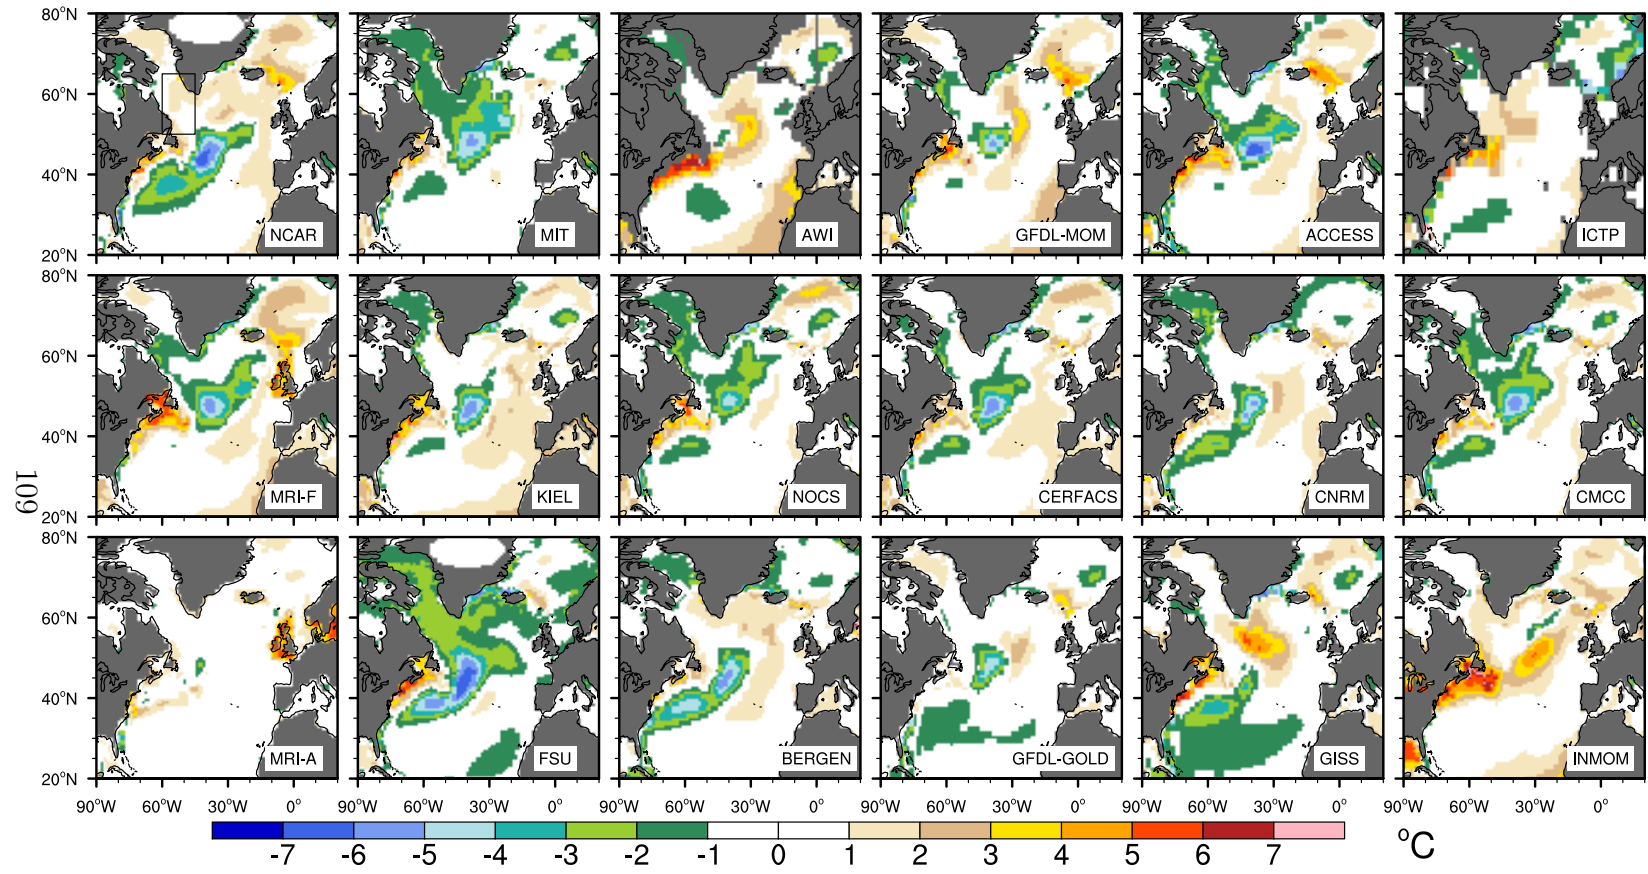 80°N
60°N
40°N
20°N
NCAR
MIT
AWI
GFDL-MOM
ACCESS
ICTP
80°N
60°N
40°N
20°N
MRI-F
KIEL
NOCS
CERFACS
CNRM
CMCC
109
80°N
60°N
40°N
20°N
MRI-A
FSU
BERGEN
GFDL-GOLD
GISS
INMOM
90°W 60°W 30°W 0° 90°W 60°W 30°W 0° 90°W 60°W 30°W 0° 90°W 60°W 30°W 0° 90°W 60°W 30°W 0° 90°W 60°W 30°W 0°
-7 -6 -5 -4 -3 -2 -1 0 1 2 3 4 5 6 7 °C